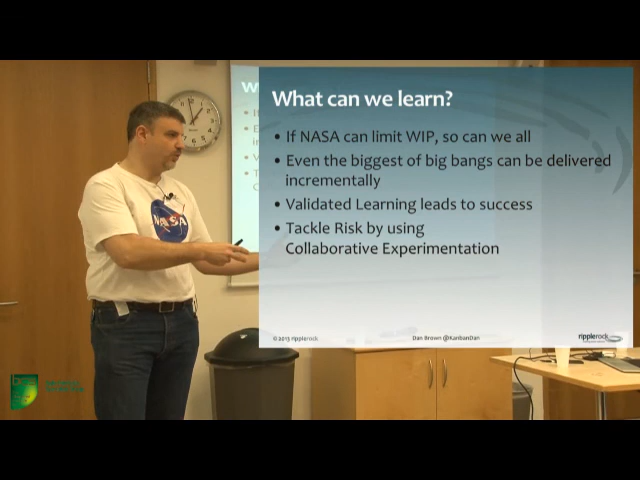 What can we learn?
• If NASA can limit WIP, so can we all
• Even the biggest of big bangs can be delivered
incrementally
• Validated Learning leads to success
• Tackle Risk by using
Collaborative Experimentation
© 2013 ripplerock
Dan Brown @KanbanDan
ripplerock
NASA